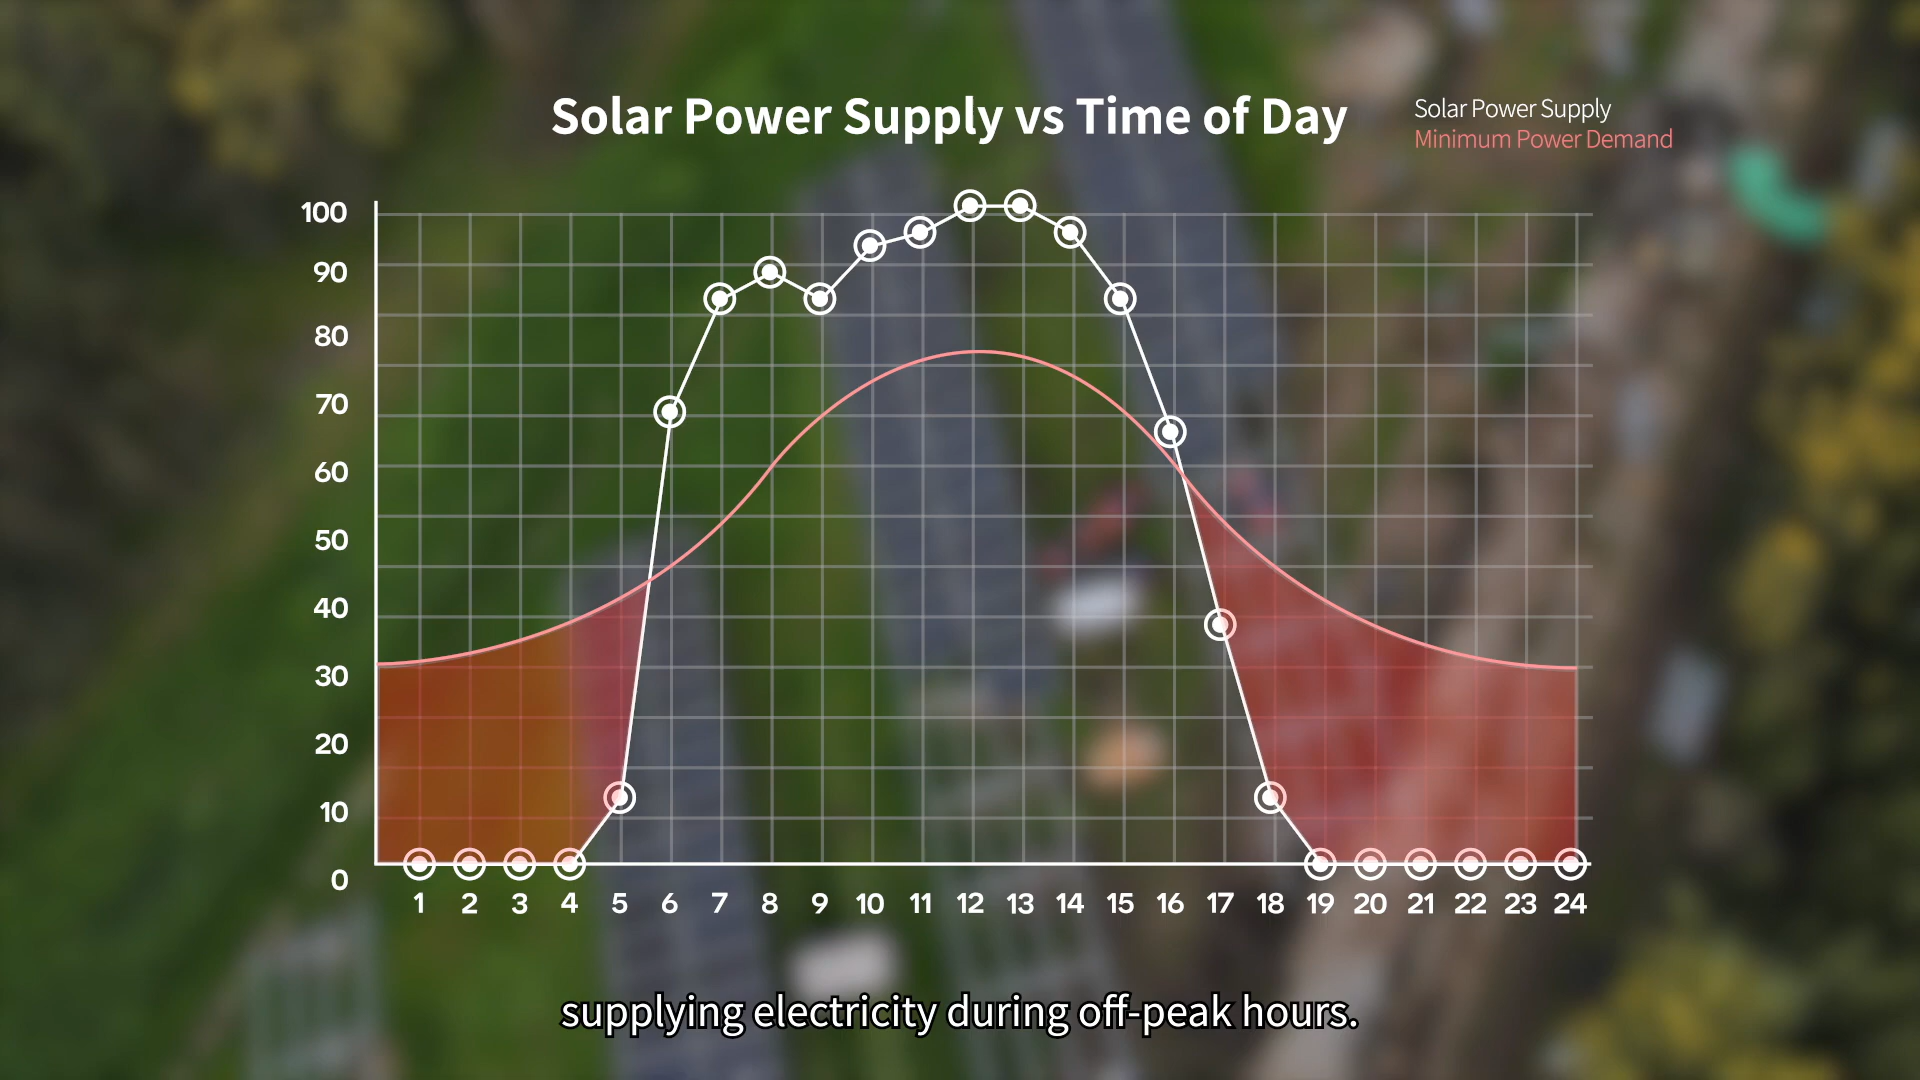 Solar Power Supply vs Time of Day
Solar Power Supply
Minimum Power Demand
100
90
80
70
60
50
40
30
20
10
0
1 2 3 4 5 6 7 8 9 10 11 12 13 14 15 16 17 18 19 20 21 22 23 24
supplying electricity during off-peak hours.